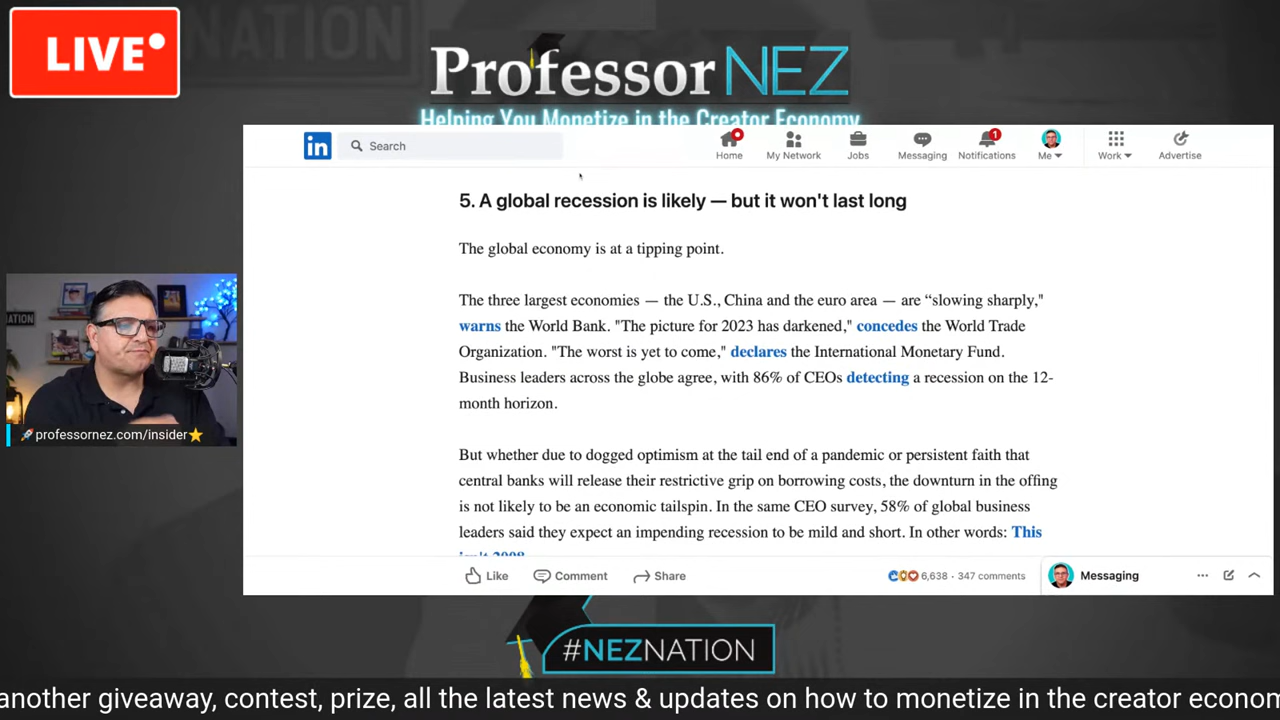 LIVE
NATION
Professor NEZ
Helping You Monetize in the Creator Economy
in
Search
Home
My Network
Jobs
Messaging
1
Notifications
Me
Work
Advertise
5. A global recession is likely — but it won't last long
The global economy is at a tipping point.
The three largest economies — the U.S., China and the euro area — are “slowing sharply,"
warns the World Bank. "The picture for 2023 has darkened," concedes the World Trade
Organization. "The worst is yet to come," declares the International Monetary Fund.
Business leaders across the globe agree, with 86% of CEOs detecting a recession on the 12-
month horizon.
But whether due to dogged optimism at the tail end of a pandemic or persistent faith that
central banks will release their restrictive grip on borrowing costs, the downturn in the offing
is not likely to be an economic tailspin. In the same CEO survey, 58% of global business
leaders said they expect an impending recession to be mild and short. In other words: This
isn't 2008
Like
Comment
Share
6,638 · 347 comments
Messaging
NATION
professornez.com/insider
#NEZNATION
another giveaway, contest, prize, all the latest news & updates on how to monetize in the creator econom